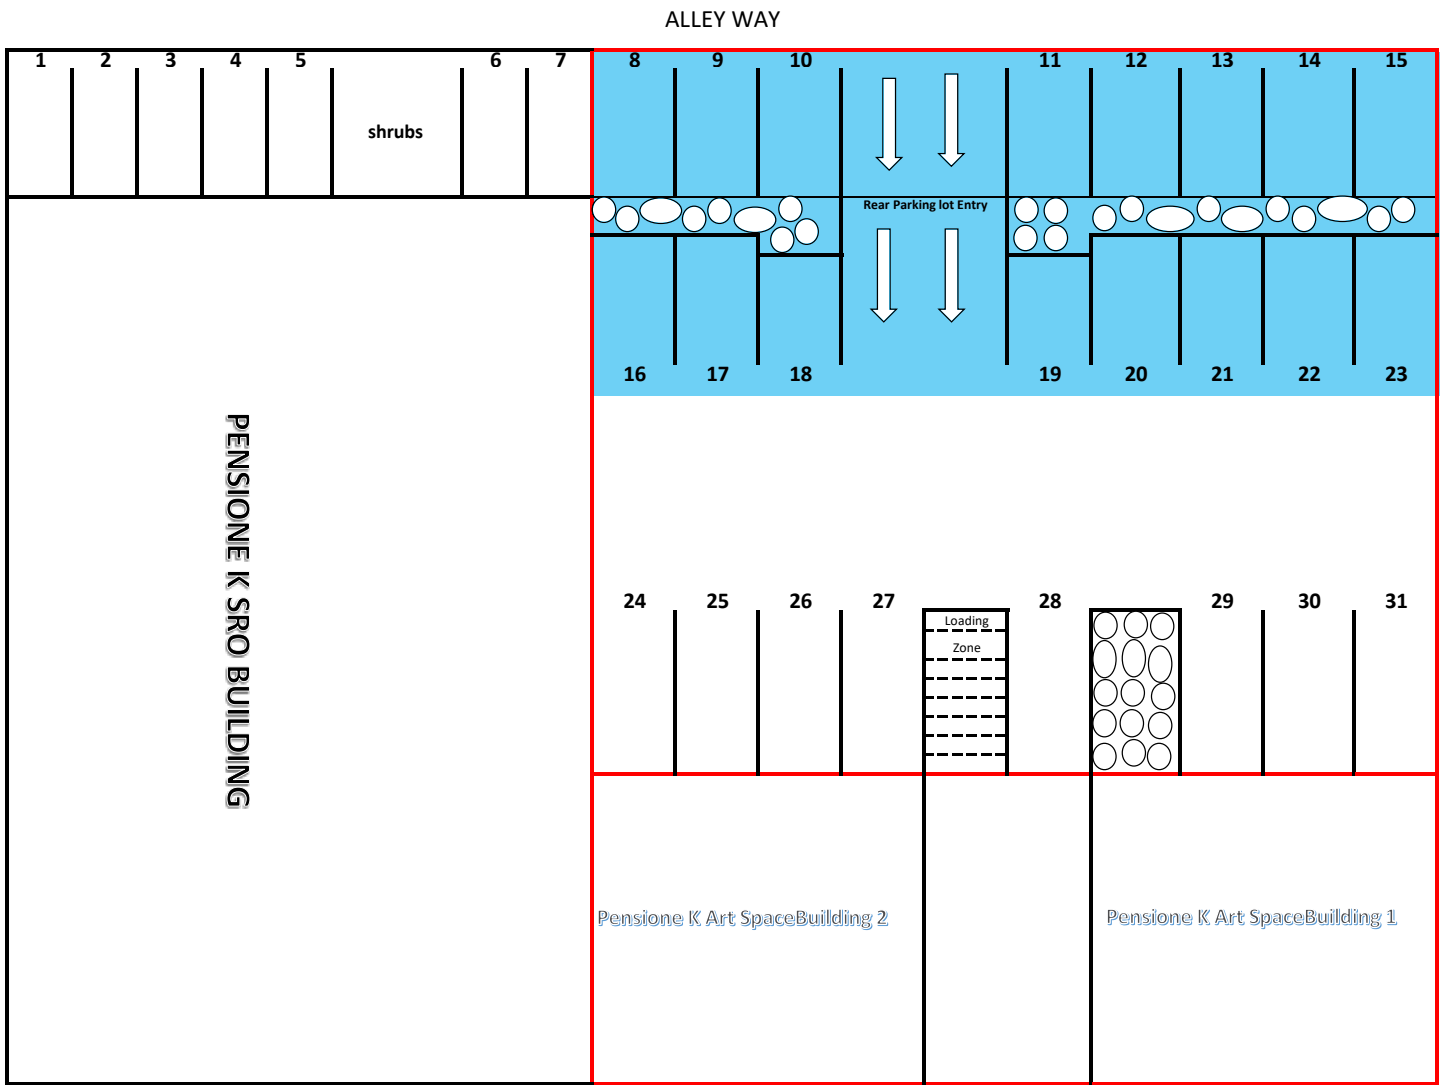 ALLEY WAY
1 2 3 4 5 6 7 8 9 10 11 12 13 14 15
shrubs
Rear Parking lot Entry
16 17 18 19 20 21 22 23
PENSIONE K SRO BUILDING
24 25 26 27 28 29 30 31
Loading
Zone
Pensione K Art SpaceBuilding 2
Pensione K Art SpaceBuilding 1